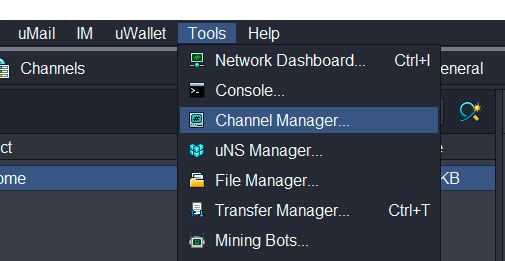 uMail IM uWallet Tools Help
Channels
Network Dashboard... Ctrl+I
eneral
Console...
Channel Manager...
ct
uNS Manager...
e
ome
File Manager...
KB
Transfer Manager... Ctrl+T
Mining Bots...